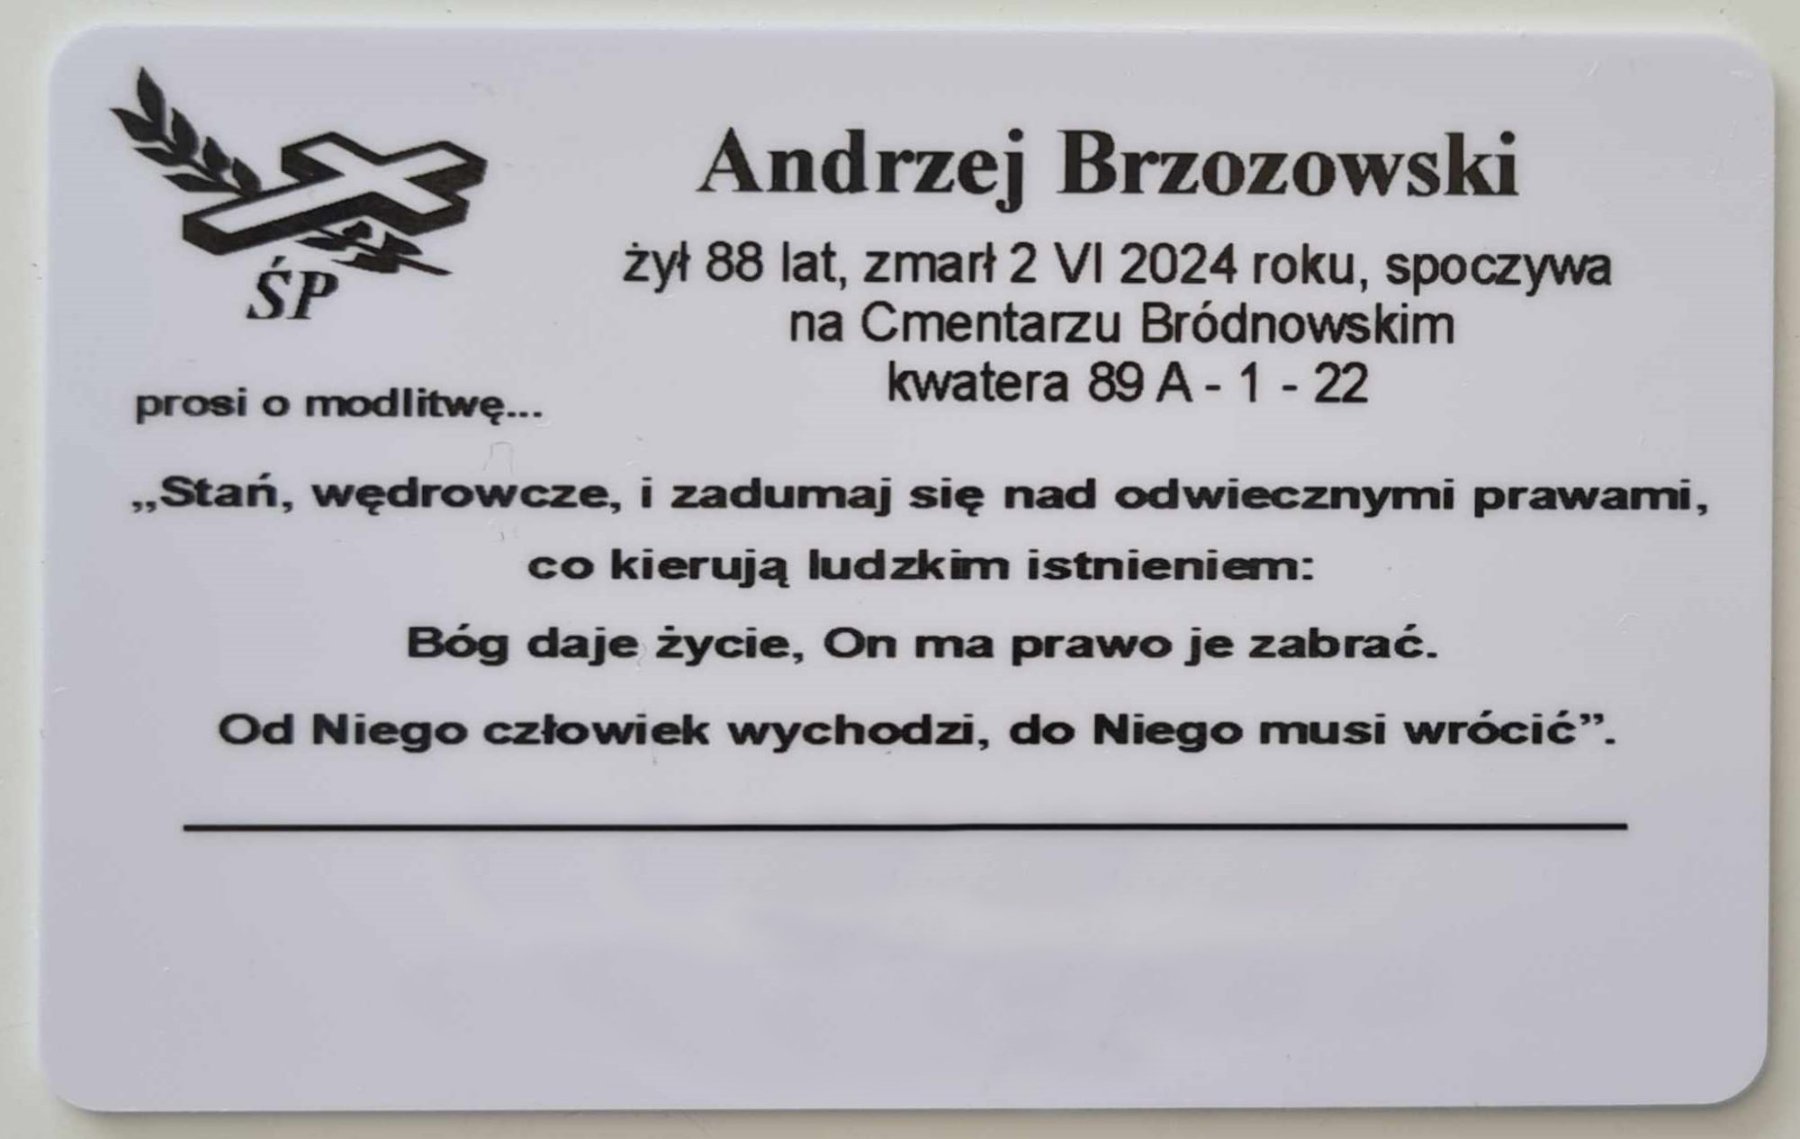 ŚP
prosi o modlitwę...
Andrzej Brzozowski
żył 88 lat, zmarł 2 VI 2024 roku, spoczywa
na Cmentarzu Bródnowskim
kwatera 89 A - 1 - 22
„Stań, wędrowcze, i zadumaj się nad odwiecznymi prawami,
co kierują ludzkim istnieniem:
Bóg daje życie, On ma prawo je zabrać.
Od Niego człowiek wychodzi, do Niego musi wrócić”.